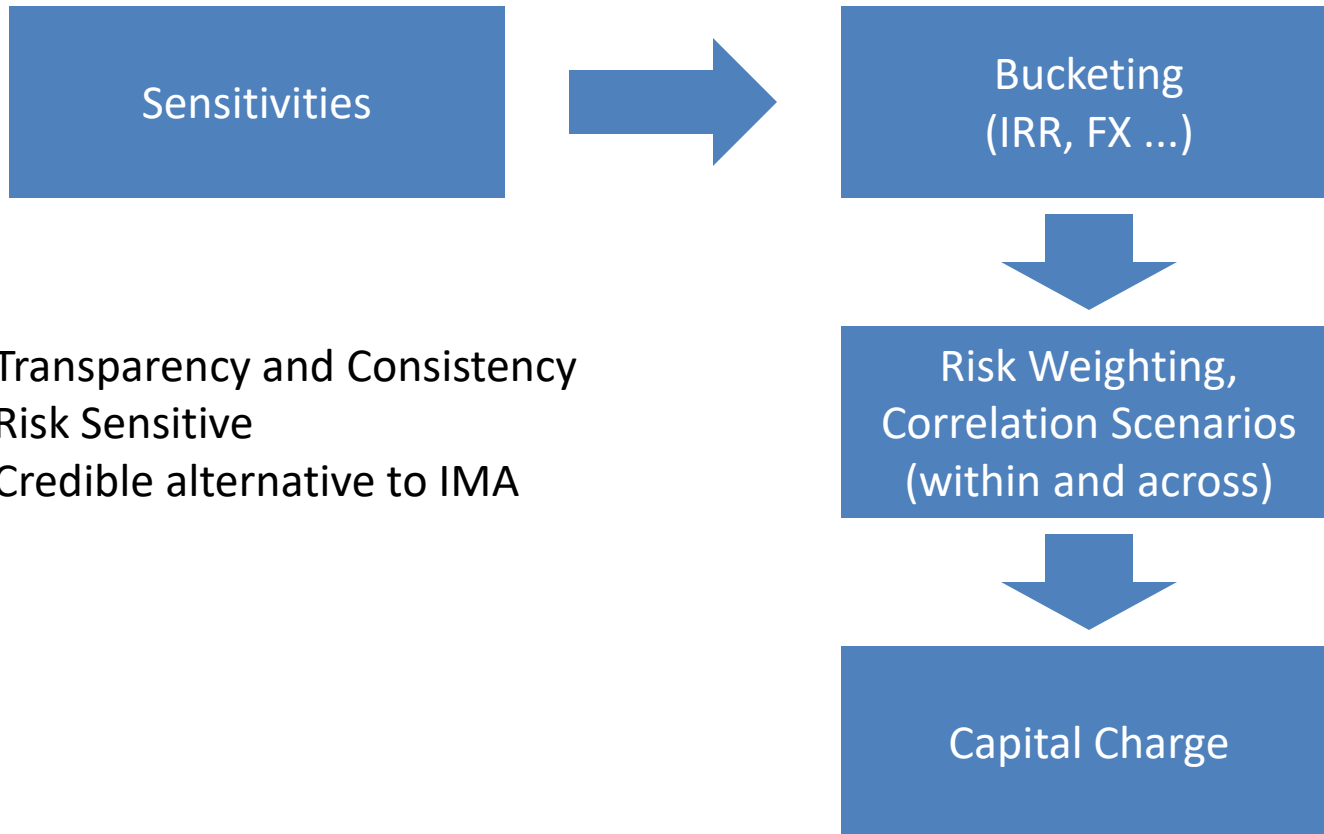 Sensitivities
Bucketing
(IRR, FX ...)
Transparency and Consistency
Risk Sensitive
Credible alternative to IMA
Risk Weighting,
Correlation Scenarios
(within and across)
Capital Charge